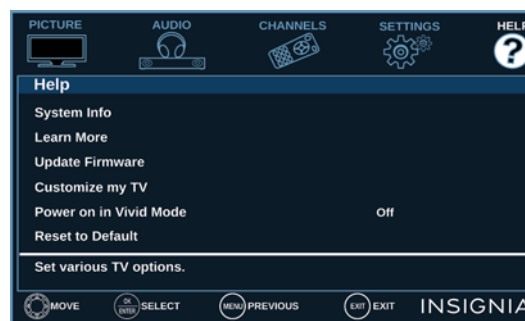 PICTURE AUDIO CHANNELS SETTINGS HELP
?
Help
System Info
Learn More
Update Firmware
Customize my TV
Power on in Vivid Mode Off
Reset to Default
Set various TV options.
MOVE OK ENTER SELECT MENU PREVIOUS EXIT EXIT INSIGNIA